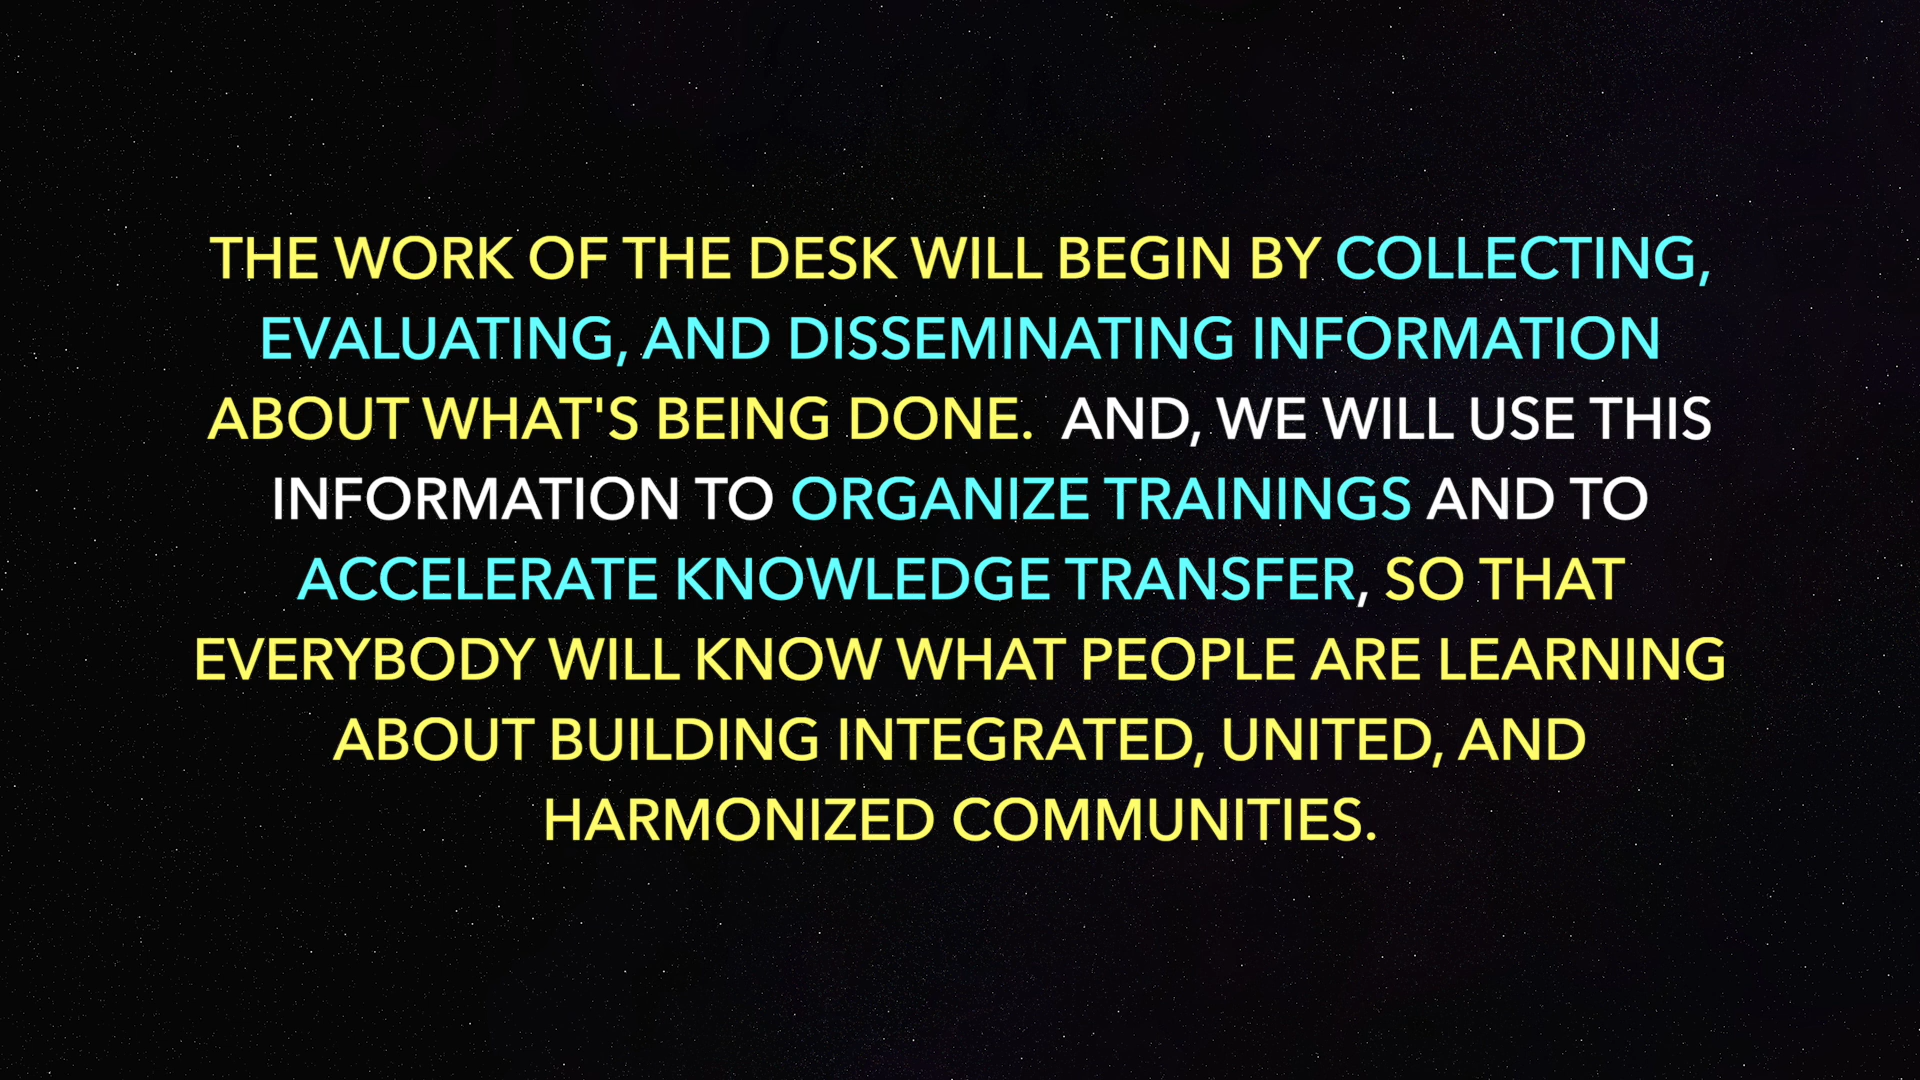 THE WORK OF THE DESK WILL BEGIN BY COLLECTING,
EVALUATING, AND DISSEMINATING INFORMATION
ABOUT WHAT'S BEING DONE.  AND, WE WILL USE THIS
INFORMATION TO ORGANIZE TRAININGS AND TO
ACCELERATE KNOWLEDGE TRANSFER, SO THAT
EVERYBODY WILL KNOW WHAT PEOPLE ARE LEARNING
ABOUT BUILDING INTEGRATED, UNITED, AND
HARMONIZED COMMUNITIES.